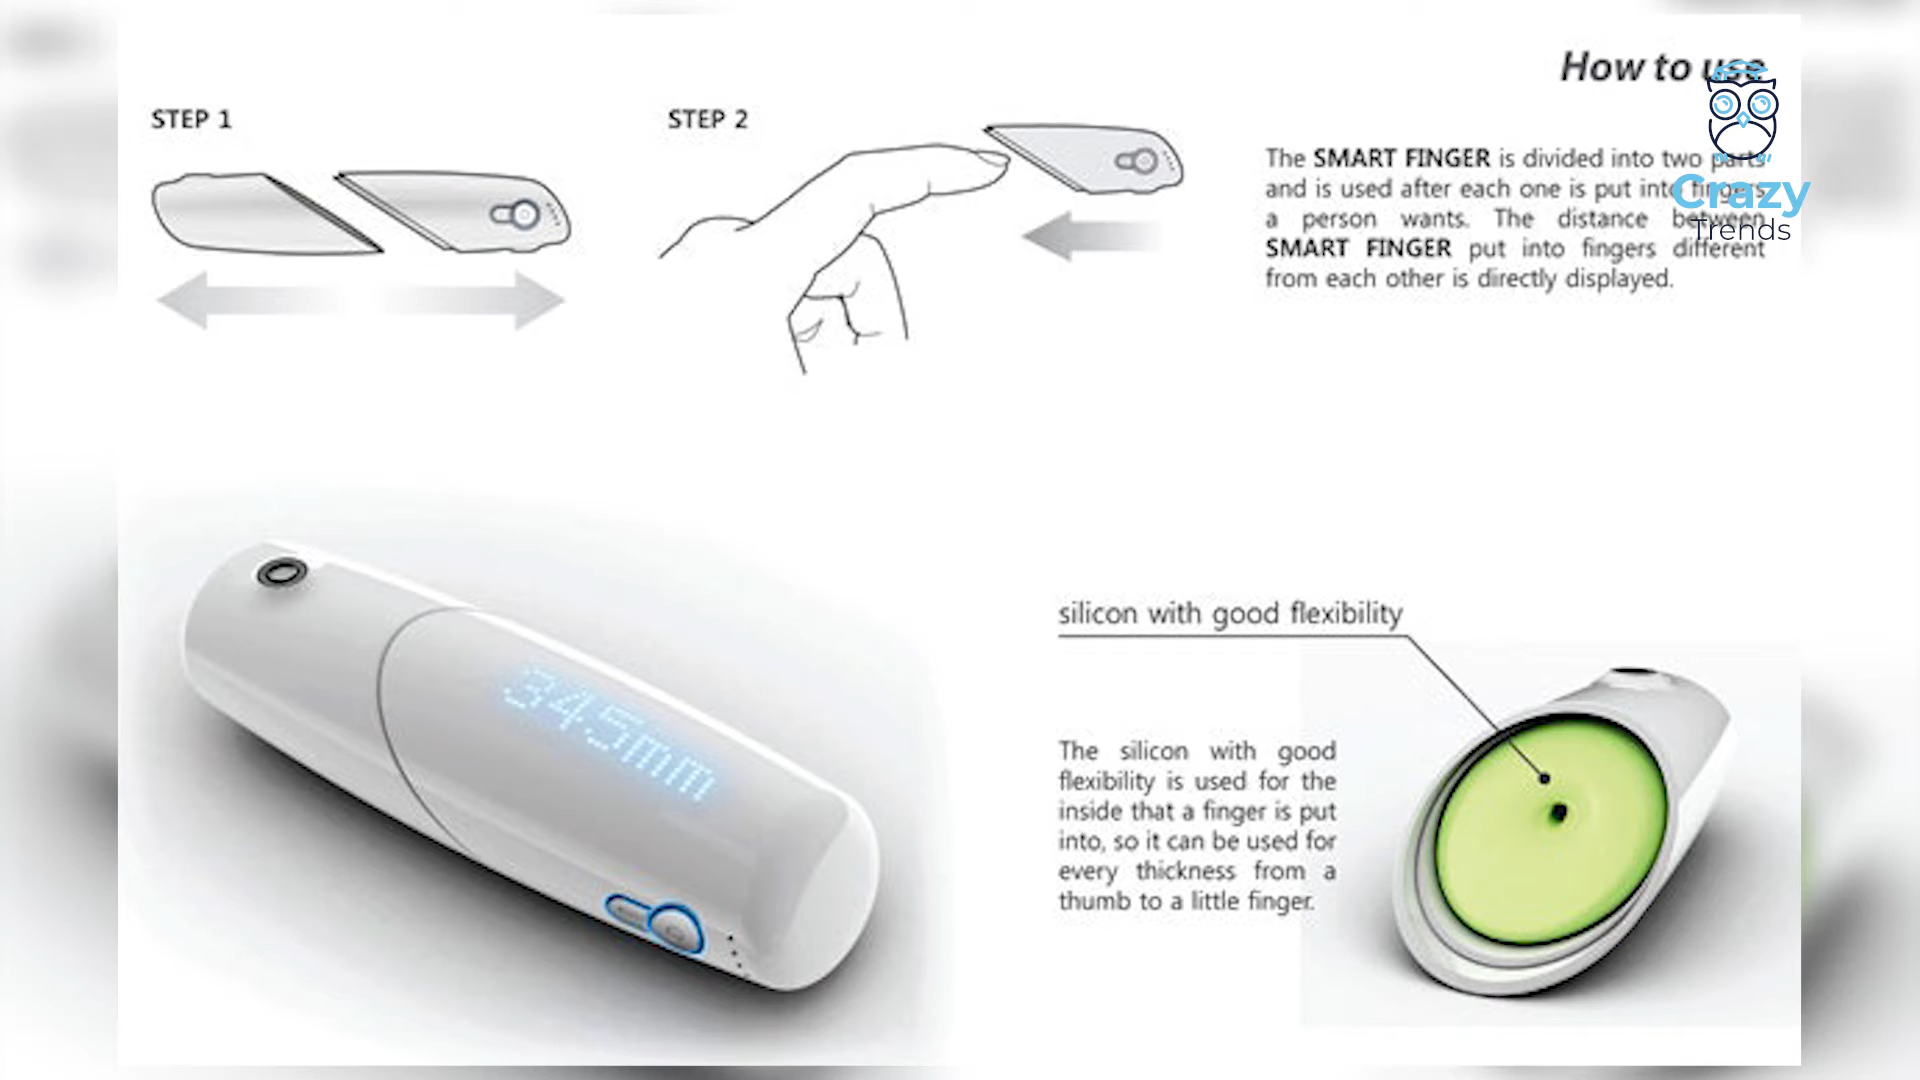 How to use
STEP 1
STEP 2
The SMART FINGER is divided into two parts
and is used after each one is put into fingers
a person wants. The distance between
SMART FINGER put into fingers different
from each other is directly displayed.
Crazy
Trends
345mm
silicon with good flexibility
The silicon with good
flexibility is used for the
inside that a finger is put
into, so it can be used for
every thickness from a
thumb to a little finger.